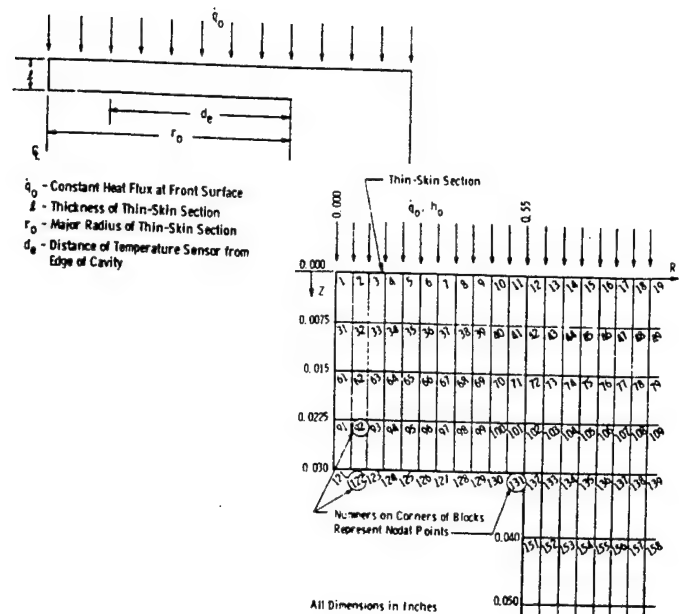 q̇o
ℓ
de
ro
℄
q̇o - Constant Heat Flux at Front Surface
ℓ - Thickness of Thin-Skin Section
ro - Major Radius of Thin-Skin Section
de - Distance of Temperature Sensor from
Edge of Cavity
Thin-Skin Section
0.000
q̇o, ho
0.55
0.000
R
Z
1 2 3 4 5 6 7 8 9 10 11 12 13 14 15 16 17 18 19
0.0075
31 32 33 34 35 36 37 38 39 40 41 42 43 44 45 46 47 48 49
0.015
61 62 63 64 65 66 67 68 69 70 71 72 73 74 75 76 77 78 79
0.0225
91 92 93 94 95 96 97 98 99 100 101 102 103 104 105 106 107 108 109
0.030
121 122 123 124 125 126 127 128 129 130 131 132 133 134 135 136 137 138 139
Numners on Corners of Blocks
Represent Nodal Points
0.040
151 152 153 154 155 156 157 158
0.050
All Dimensions in Inches